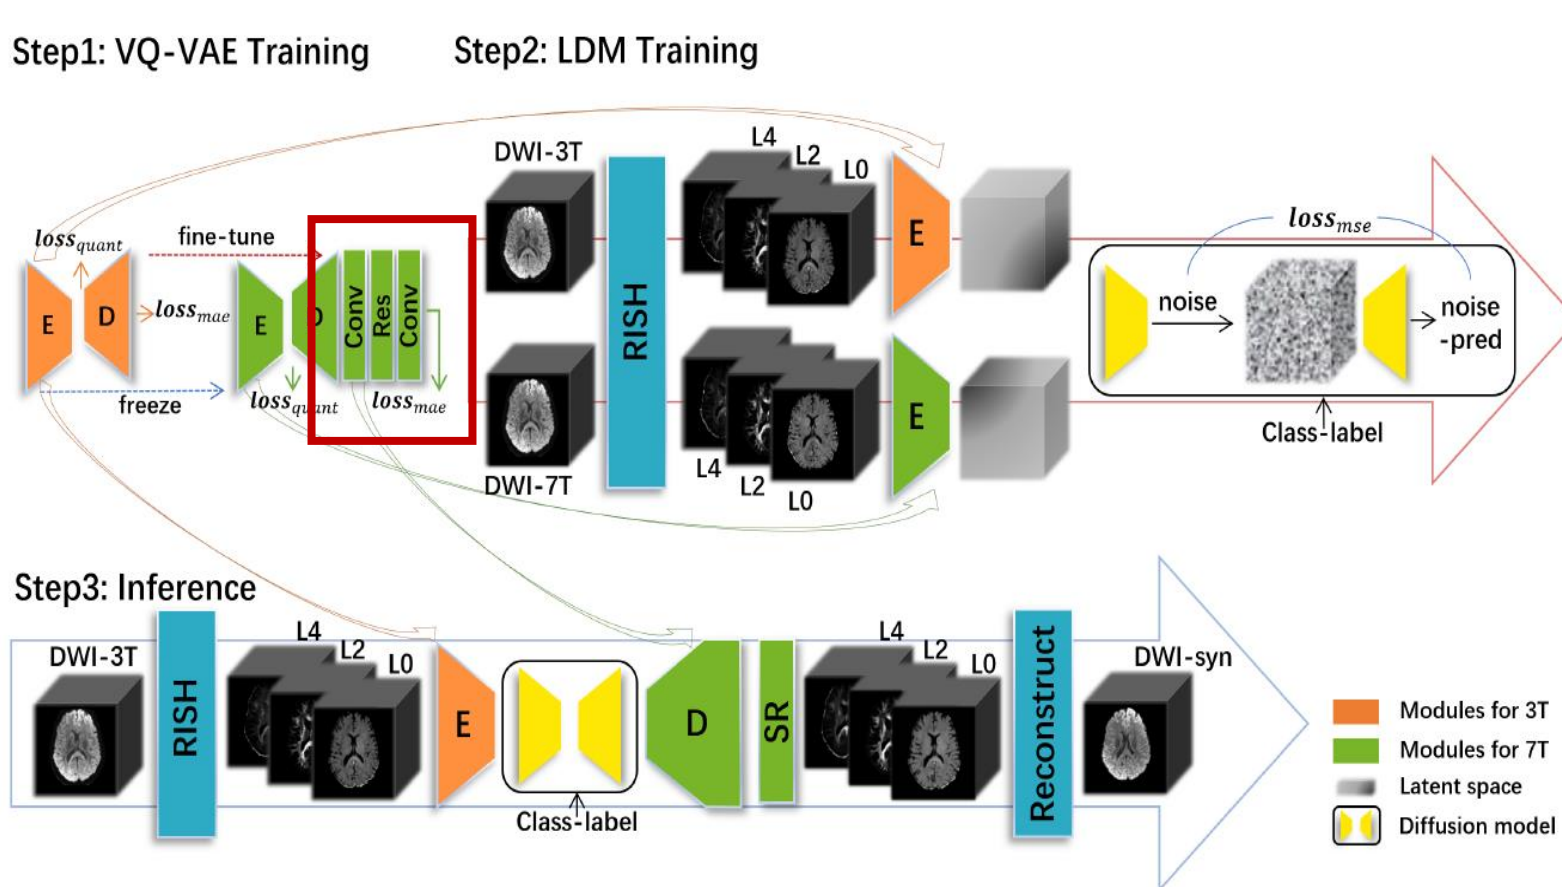 Step1: VQ-VAE Training
Step2: LDM Training
loss_quant
fine-tune
E
D
loss_mae
freeze
E
D
Conv
Res
Conv
loss_quant
loss_mae
DWI-3T
DWI-7T
RISH
L4
L2
L0
L4
L2
L0
E
E
loss_mse
noise
noise
-pred
Class-label
Step3: Inference
DWI-3T
RISH
L4
L2
L0
E
Class-label
D
SR
L4
L2
L0
Reconstruct
DWI-syn
Modules for 3T
Modules for 7T
Latent space
Diffusion model